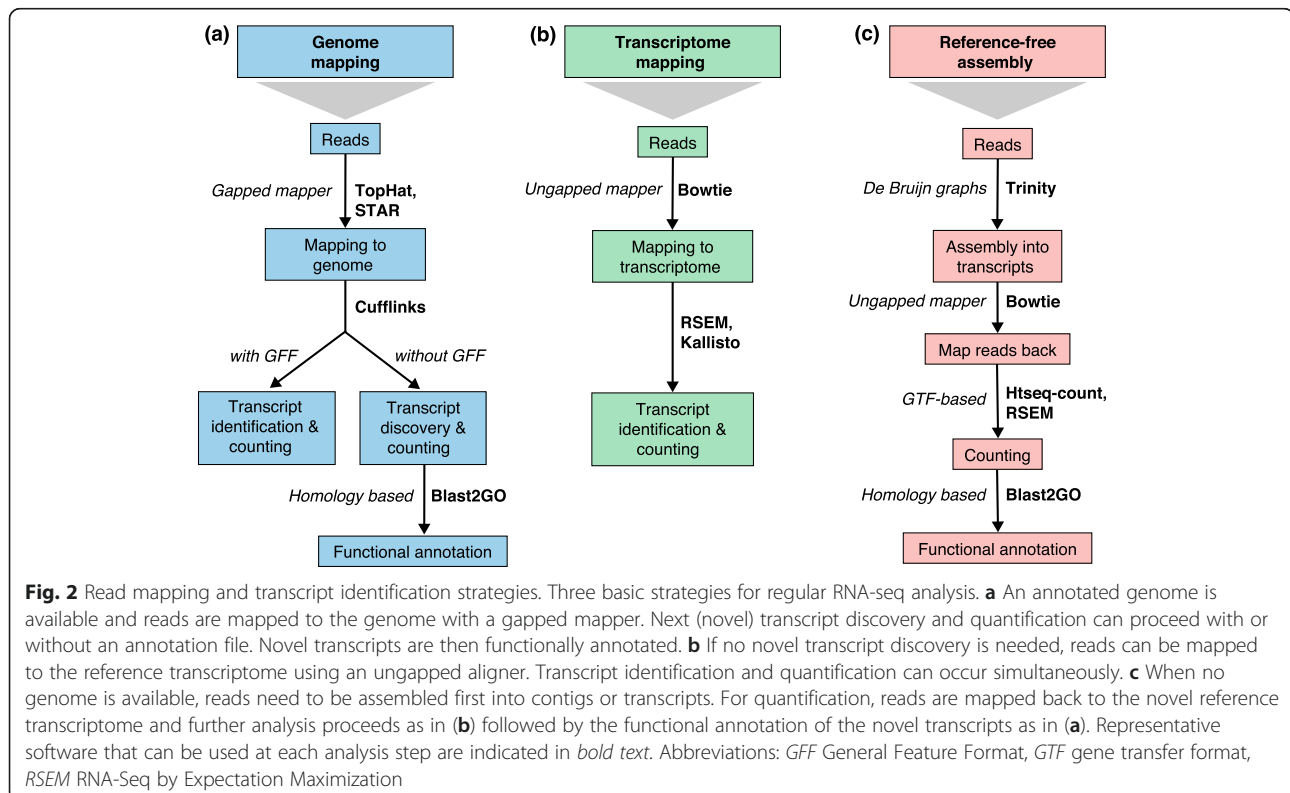 (a)
Genome
mapping
Reads
Gapped mapper
TopHat,
STAR
Mapping to
genome
Cufflinks
with GFF
without GFF
Transcript
identification &
counting
Transcript
discovery &
counting
Homology based
Blast2GO
Functional annotation
(b)
Transcriptome
mapping
Reads
Ungapped mapper
Bowtie
Mapping to
transcriptome
RSEM,
Kallisto
Transcript
identification &
counting
(c)
Reference-free
assembly
Reads
De Bruijn graphs
Trinity
Assembly into
transcripts
Ungapped mapper
Bowtie
Map reads back
GTF-based
Htseq-count,
RSEM
Counting
Homology based
Blast2GO
Functional annotation
Fig. 2 Read mapping and transcript identification strategies. Three basic strategies for regular RNA-seq analysis. a An annotated genome is
available and reads are mapped to the genome with a gapped mapper. Next (novel) transcript discovery and quantification can proceed with or
without an annotation file. Novel transcripts are then functionally annotated. b If no novel transcript discovery is needed, reads can be mapped
to the reference transcriptome using an ungapped aligner. Transcript identification and quantification can occur simultaneously. c When no
genome is available, reads need to be assembled first into contigs or transcripts. For quantification, reads are mapped back to the novel reference
transcriptome and further analysis proceeds as in (b) followed by the functional annotation of the novel transcripts as in (a). Representative
software that can be used at each analysis step are indicated in bold text. Abbreviations: GFF General Feature Format, GTF gene transfer format,
RSEM RNA-Seq by Expectation Maximization